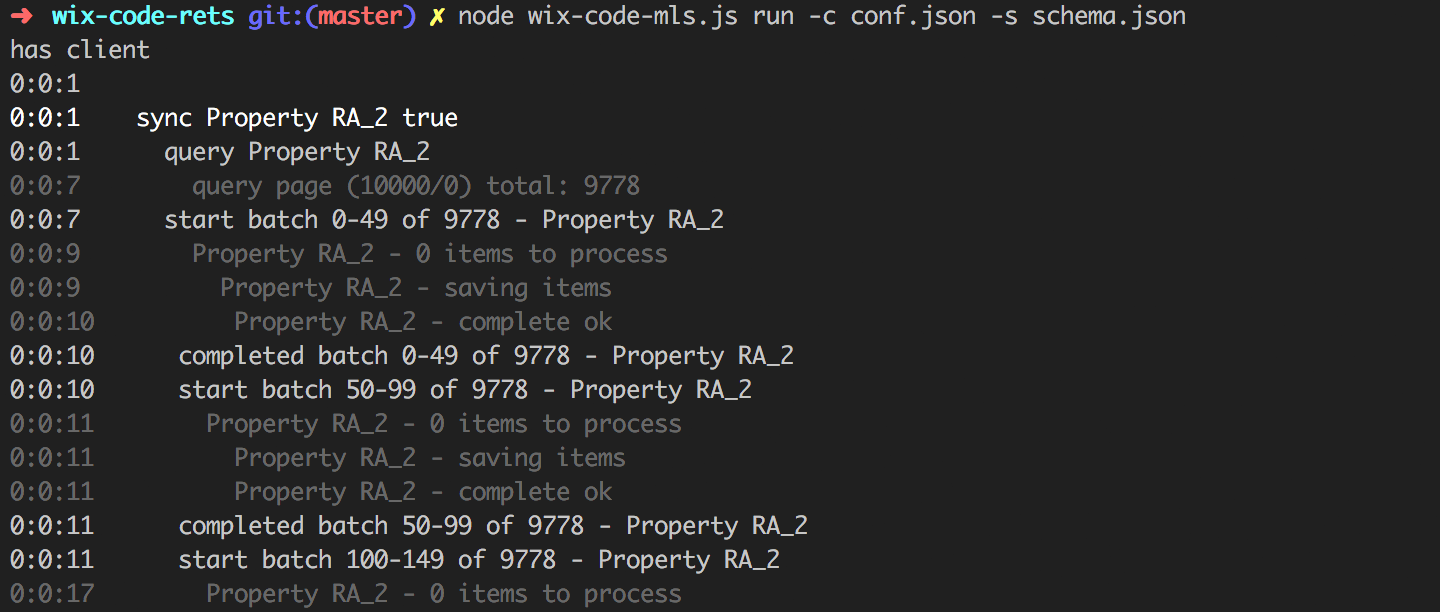 ➜ wix-code-rets git:(master) ✗ node wix-code-mls.js run -c conf.json -s schema.json
has client
0:0:1
0:0:1 sync Property RA_2 true
0:0:1 query Property RA_2
0:0:7 query page (10000/0) total: 9778
0:0:7 start batch 0-49 of 9778 - Property RA_2
0:0:9 Property RA_2 - 0 items to process
0:0:9 Property RA_2 - saving items
0:0:10 Property RA_2 - complete ok
0:0:10 completed batch 0-49 of 9778 - Property RA_2
0:0:10 start batch 50-99 of 9778 - Property RA_2
0:0:11 Property RA_2 - 0 items to process
0:0:11 Property RA_2 - saving items
0:0:11 Property RA_2 - complete ok
0:0:11 completed batch 50-99 of 9778 - Property RA_2
0:0:11 start batch 100-149 of 9778 - Property RA_2
0:0:17 Property RA_2 - 0 items to process